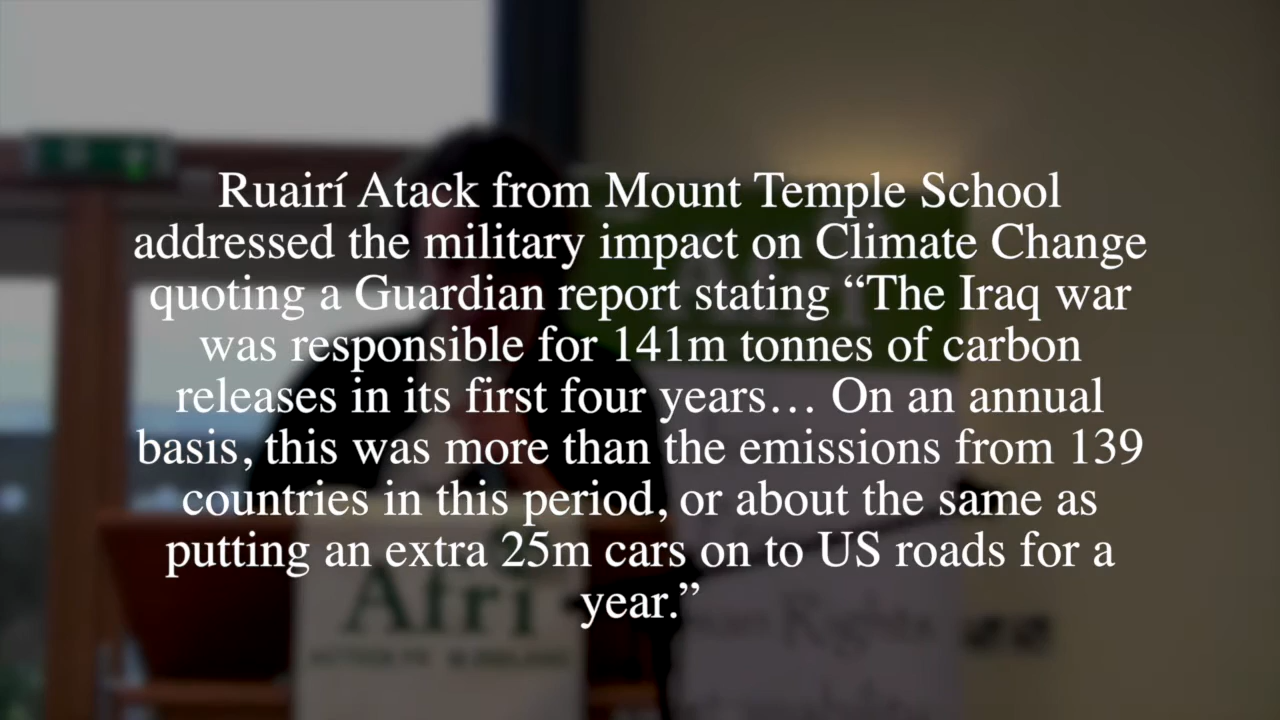 Ruairí Atack from Mount Temple School
addressed the military impact on Climate Change
quoting a Guardian report stating “The Iraq war
was responsible for 141m tonnes of carbon
releases in its first four years… On an annual
basis, this was more than the emissions from 139
countries in this period, or about the same as
putting an extra 25m cars on to US roads for a
year.”
Afri
Rights